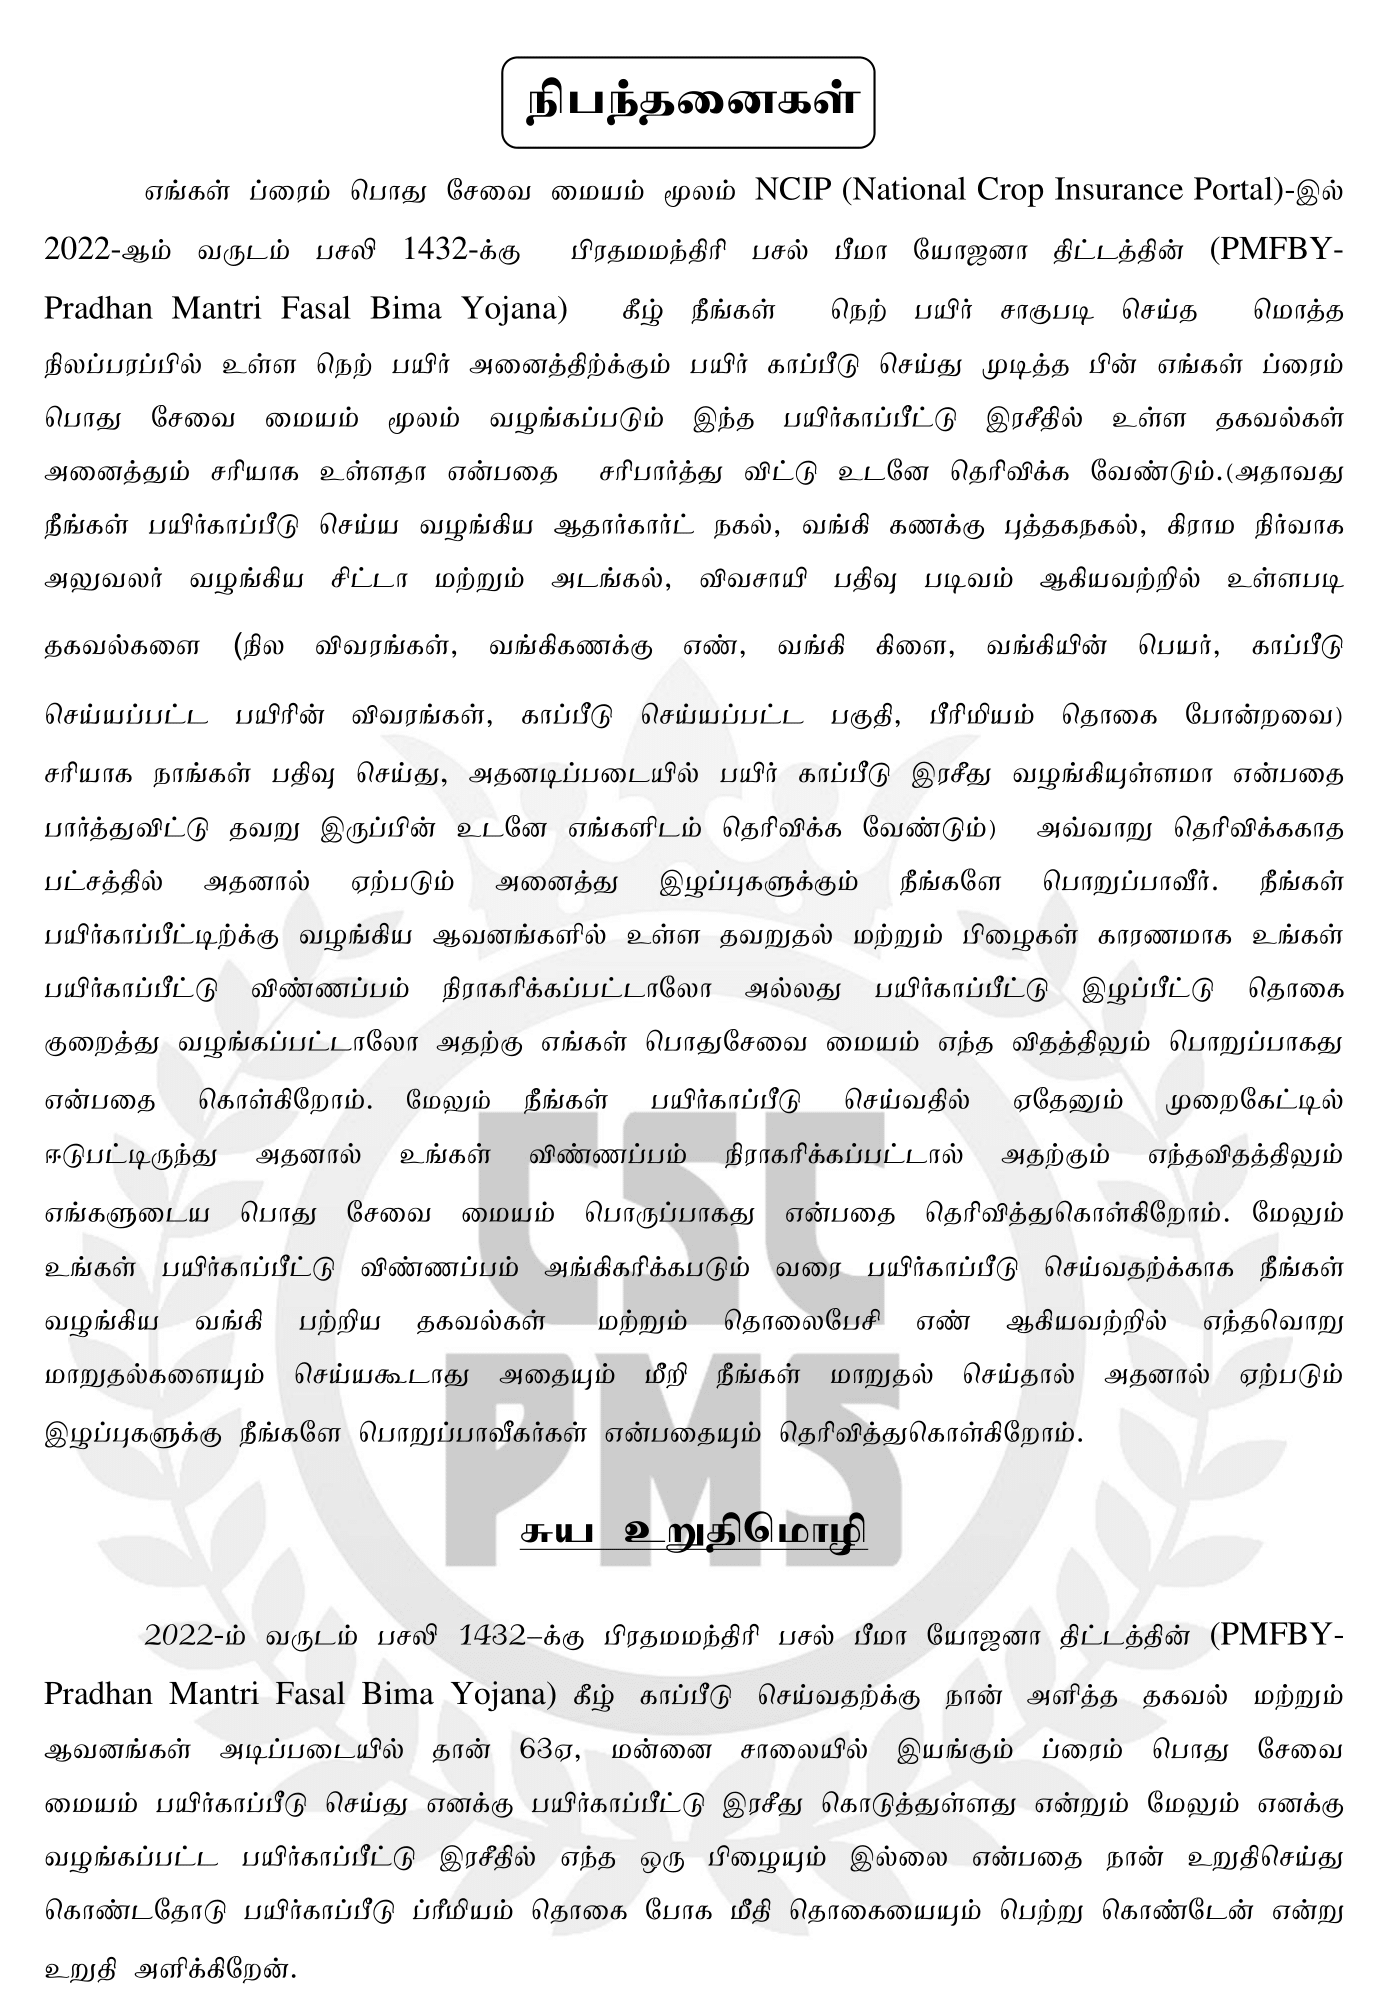 நிபந்தனைகள்
எங்கள் ப்ரைம் பொது சேவை மையம் மூலம் NCIP (National Crop Insurance Portal)-இல்
2022-ஆம் வருடம் பசலி 1432-க்கு பிரதமமந்திரி பசல் பீமா யோஜனா திட்டத்தின் (PMFBY-
Pradhan Mantri Fasal Bima Yojana) கீழ் நீங்கள் நெற் பயிர் சாகுபடி செய்த மொத்த
நிலப்பரப்பில் உள்ள நெற் பயிர் அனைத்திற்க்கும் பயிர் காப்பீடு செய்து முடித்த பின் எங்கள் ப்ரைம்
பொது சேவை மையம் மூலம் வழங்கப்படும் இந்த பயிர்காப்பீட்டு இரசீதில் உள்ள தகவல்கள்
அனைத்தும் சரியாக உள்ளதா என்பதை சரிபார்த்து விட்டு உடனே தெரிவிக்க வேண்டும்.(அதாவது
நீங்கள் பயிர்காப்பீடு செய்ய வழங்கிய ஆதார்கார்ட் நகல், வங்கி கணக்கு புத்தகநகல், கிராம நிர்வாக
அலுவலர் வழங்கிய சிட்டா மற்றும் அடங்கல், விவசாயி பதிவு படிவம் ஆகியவற்றில் உள்ளபடி
தகவல்களை (நில விவரங்கள், வங்கிகணக்கு எண், வங்கி கிளை, வங்கியின் பெயர், காப்பீடு
செய்யப்பட்ட பயிரின் விவரங்கள், காப்பீடு செய்யப்பட்ட பகுதி, பீரிமியம் தொகை போன்றவை)
சரியாக நாங்கள் பதிவு செய்து, அதனடிப்படையில் பயிர் காப்பீடு இரசீது வழங்கியுள்ளமா என்பதை
பார்த்துவிட்டு தவறு இருப்பின் உடனே எங்களிடம் தெரிவிக்க வேண்டும்) அவ்வாறு தெரிவிக்ககாத
பட்சத்தில் அதனால் ஏற்படும் அனைத்து இழப்புகளுக்கும் நீங்களே பொறுப்பாவீர். நீங்கள்
பயிர்காப்பீட்டிற்க்கு வழங்கிய ஆவனங்களில் உள்ள தவறுதல் மற்றும் பிழைகள் காரணமாக உங்கள்
பயிர்காப்பீட்டு விண்ணப்பம் நிராகரிக்கப்பட்டாலோ அல்லது பயிர்காப்பீட்டு இழப்பீட்டு தொகை
குறைத்து வழங்கப்பட்டாலோ அதற்கு எங்கள் பொதுசேவை மையம் எந்த விதத்திலும் பொறுப்பாகது
என்பதை கொள்கிறோம். மேலும் நீங்கள் பயிர்காப்பீடு செய்வதில் ஏதேனும் முறைகேட்டில்
ஈடுபட்டிருந்து அதனால் உங்கள் விண்ணப்பம் நிராகரிக்கப்பட்டால் அதற்கும் எந்தவிதத்திலும்
எங்களுடைய பொது சேவை மையம் பொருப்பாகது என்பதை தெரிவித்துகொள்கிறோம். மேலும்
உங்கள் பயிர்காப்பீட்டு விண்ணப்பம் அங்கிகரிக்கபடும் வரை பயிர்காப்பீடு செய்வதற்க்காக நீங்கள்
வழங்கிய வங்கி பற்றிய தகவல்கள் மற்றும் தொலைபேசி எண் ஆகியவற்றில் எந்தவொறு
மாறுதல்களையும் செய்யகூடாது அதையும் மீறி நீங்கள் மாறுதல் செய்தால் அதனால் ஏற்படும்
இழப்புகளுக்கு நீங்களே பொறுப்பாவீகர்கள் என்பதையும் தெரிவித்துகொள்கிறோம்.
CSC
PMS
சுய உறுதிமொழி
2022-ம் வருடம் பசலி 1432–க்கு பிரதமமந்திரி பசல் பீமா யோஜனா திட்டத்தின் (PMFBY-
Pradhan Mantri Fasal Bima Yojana) கீழ் காப்பீடு செய்வதற்க்கு நான் அளித்த தகவல் மற்றும்
ஆவனங்கள் அடிப்படையில் தான் 63ஏ, மன்னை சாலையில் இயங்கும் ப்ரைம் பொது சேவை
மையம் பயிர்காப்பீடு செய்து எனக்கு பயிர்காப்பீட்டு இரசீது கொடுத்துள்ளது என்றும் மேலும் எனக்கு
வழங்கப்பட்ட பயிர்காப்பீட்டு இரசீதில் எந்த ஒரு பிழையும் இல்லை என்பதை நான் உறுதிசெய்து
கொண்டதோடு பயிர்காப்பீடு ப்ரீமியம் தொகை போக மீதி தொகையையும் பெற்று கொண்டேன் என்று
உறுதி அளிக்கிறேன்.